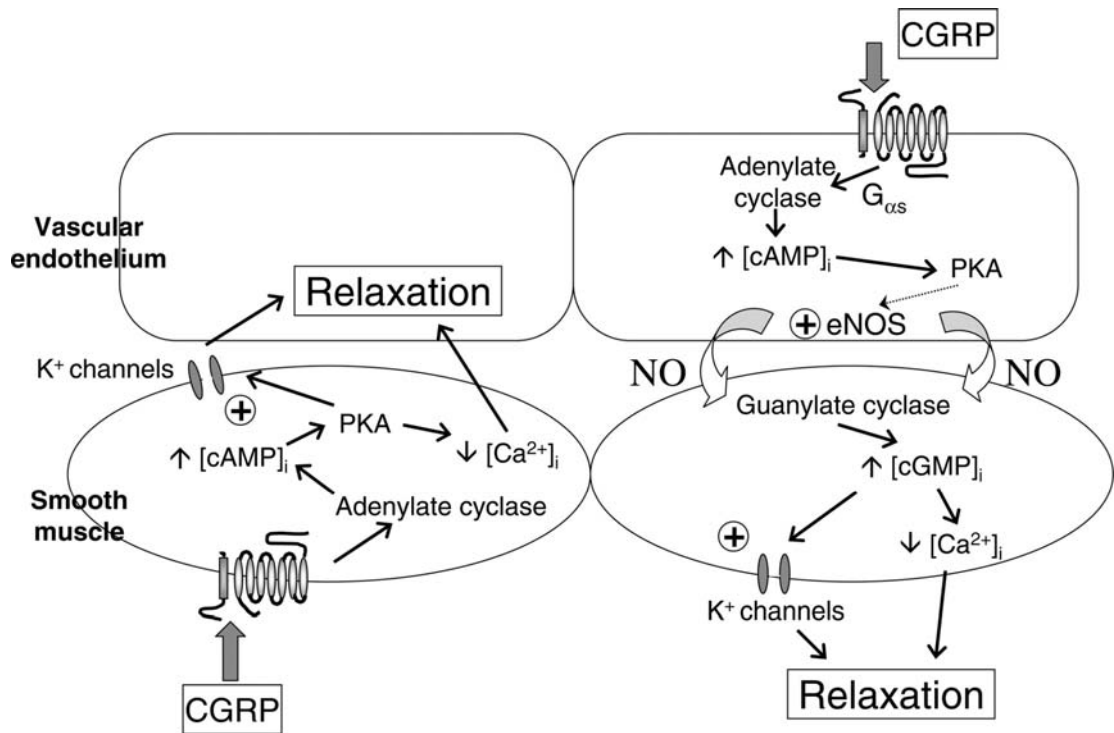 CGRP
Adenylate
cyclase
Gαs
Vascular
endothelium
↑ [cAMP]i
PKA
Relaxation
⊕ eNOS
K+ channels
NO
NO
+
PKA
Guanylate cyclase
↑ [cAMP]i
↓ [Ca2+]i
↑ [cGMP]i
Smooth
muscle
Adenylate cyclase
+
↓ [Ca2+]i
K+ channels
CGRP
Relaxation